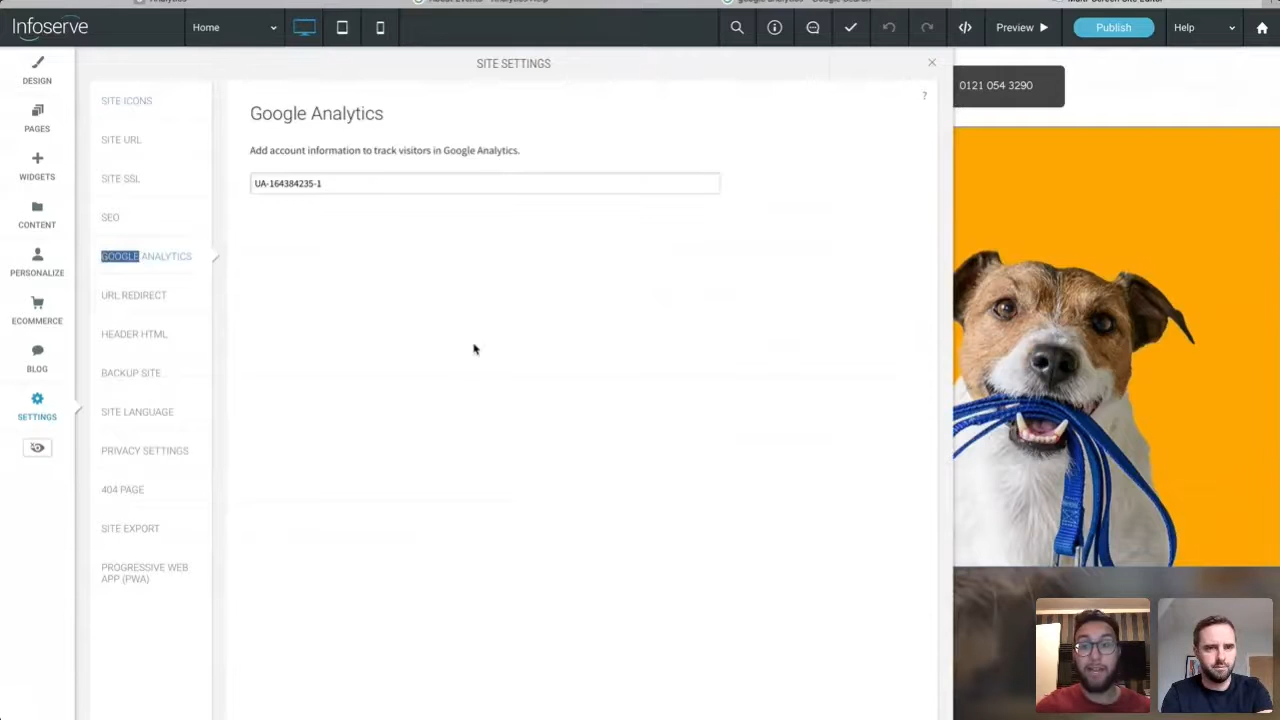 Analytics
Infoserve
Home
Preview
Publish
Help
DESIGN
PAGES
WIDGETS
CONTENT
PERSONALIZE
ECOMMERCE
BLOG
SETTINGS
SITE SETTINGS
SITE ICONS
SITE URL
SITE SSL
SEO
GOOGLE ANALYTICS
URL REDIRECT
HEADER HTML
BACKUP SITE
SITE LANGUAGE
PRIVACY SETTINGS
404 PAGE
SITE EXPORT
PROGRESSIVE WEB
APP (PWA)
?
Google Analytics
Add account information to track visitors in Google Analytics.
UA-164384235-1
0121 054 3290